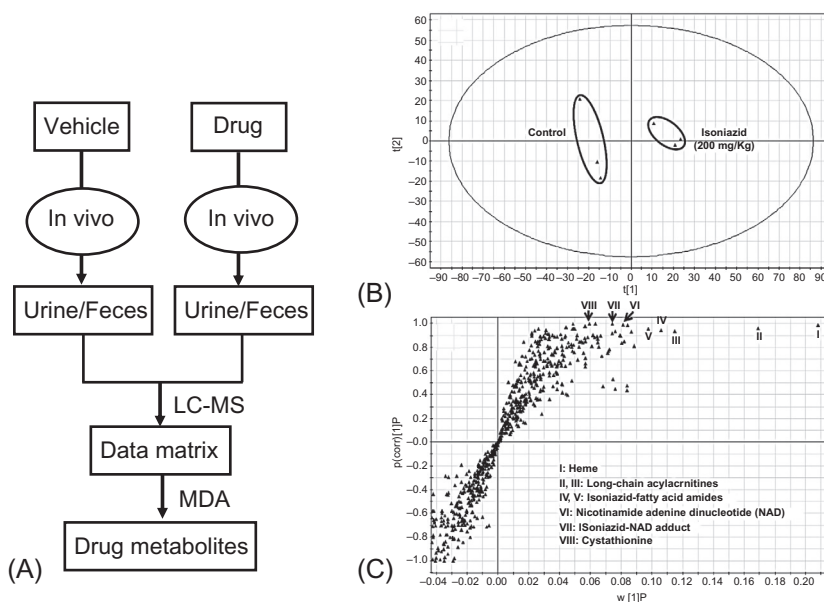 Vehicle
Drug
In vivo
In vivo
Urine/Feces
Urine/Feces
LC-MS
Data matrix
MDA
Drug metabolites
(A)
60
50
40
30
20
10
0
−10
−20
−30
−40
−50
−60
t[2]
Control
Isoniazid
(200 mg/Kg)
−90 −80 −70 −60 −50 −40 −30 −20 −10 0 10 20 30 40 50 60 70 80 90
t[1]
(B)
VIII VII VI IV
V III II I
1.0
0.8
0.6
0.4
0.2
−0.0
−0.2
−0.4
−0.6
−0.8
−1.0
p(corr)[1]P
I: Heme
II, III: Long-chain acylacrnitines
IV, V: Isoniazid-fatty acid amides
VI: Nicotinamide adenine dinucleotide (NAD)
VII: ISoniazid-NAD adduct
VIII: Cystathionine
−0.04 −0.02 0.00 0.02 0.04 0.06 0.08 0.10 0.12 0.14 0.16 0.18 0.20
w [1]P
(C)